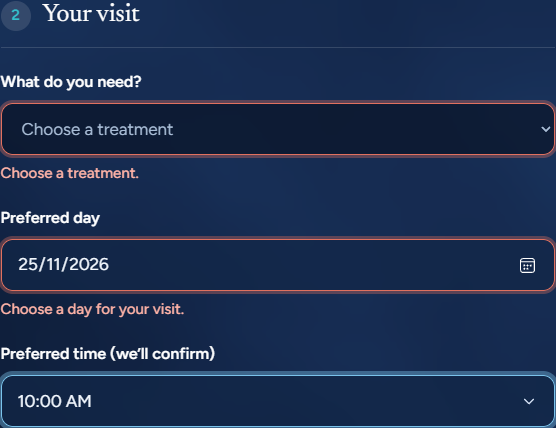 2 Your visit
What do you need?
Choose a treatment
Choose a treatment.
Preferred day
25/11/2026
Choose a day for your visit.
Preferred time (we’ll confirm)
10:00 AM